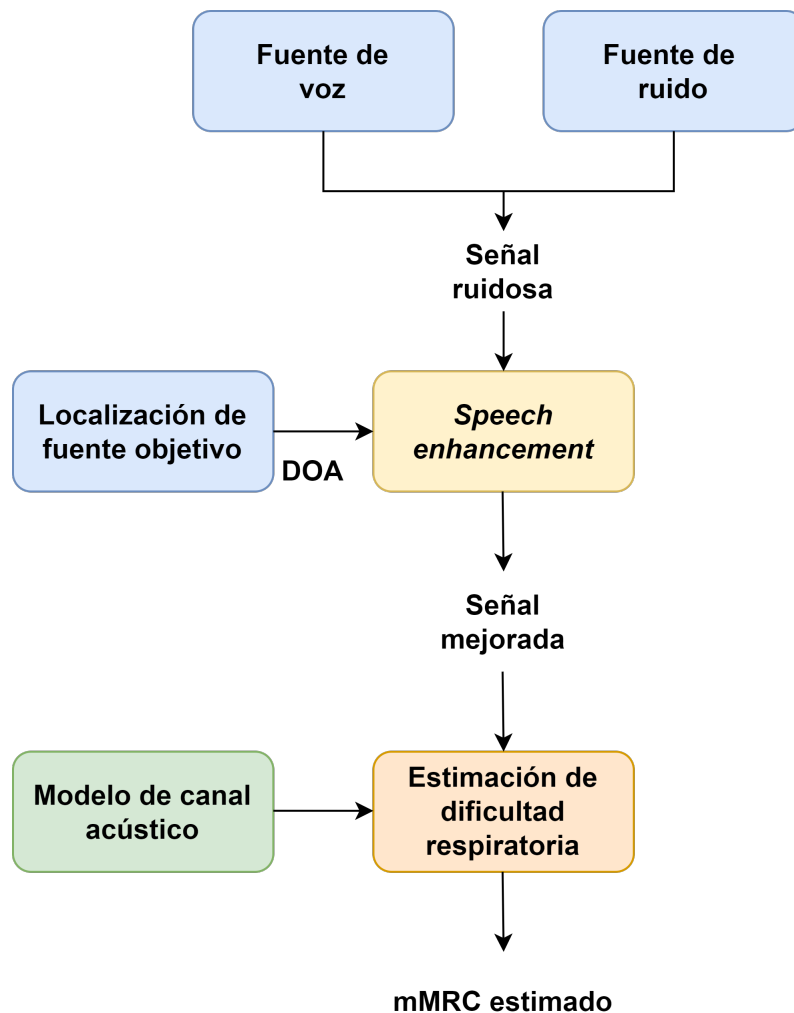 Fuente de
voz
Fuente de
ruido
Señal
ruidosa
Localización de
fuente objetivo
DOA
Speech
enhancement
Señal
mejorada
Modelo de canal
acústico
Estimación de
dificultad
respiratoria
mMRC estimado